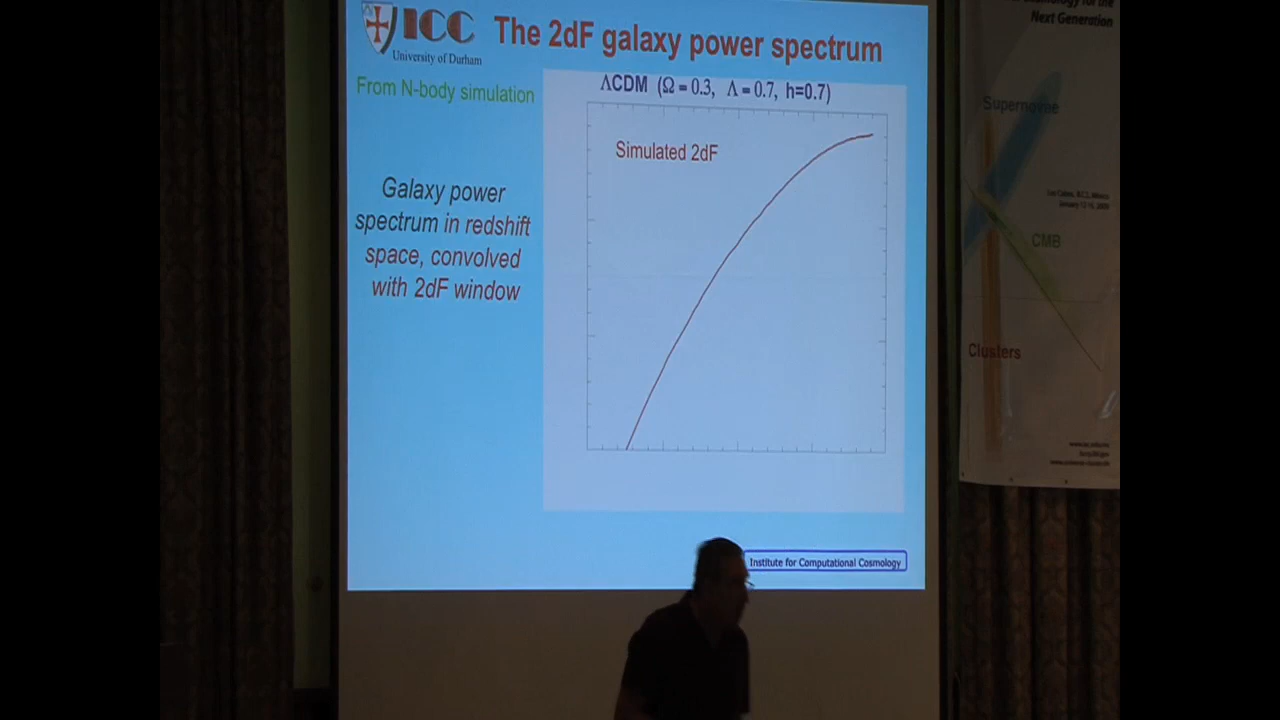 ICC
University of Durham
The 2dF galaxy power spectrum
From N-body simulation
ΛCDM (Ω = 0.3, Λ = 0.7, h=0.7)
Simulated 2dF
Galaxy power
spectrum in redshift
space, convolved
with 2dF window
Institute for Computational Cosmology
for the
Next Generation
Supernovae
CMB
Clusters